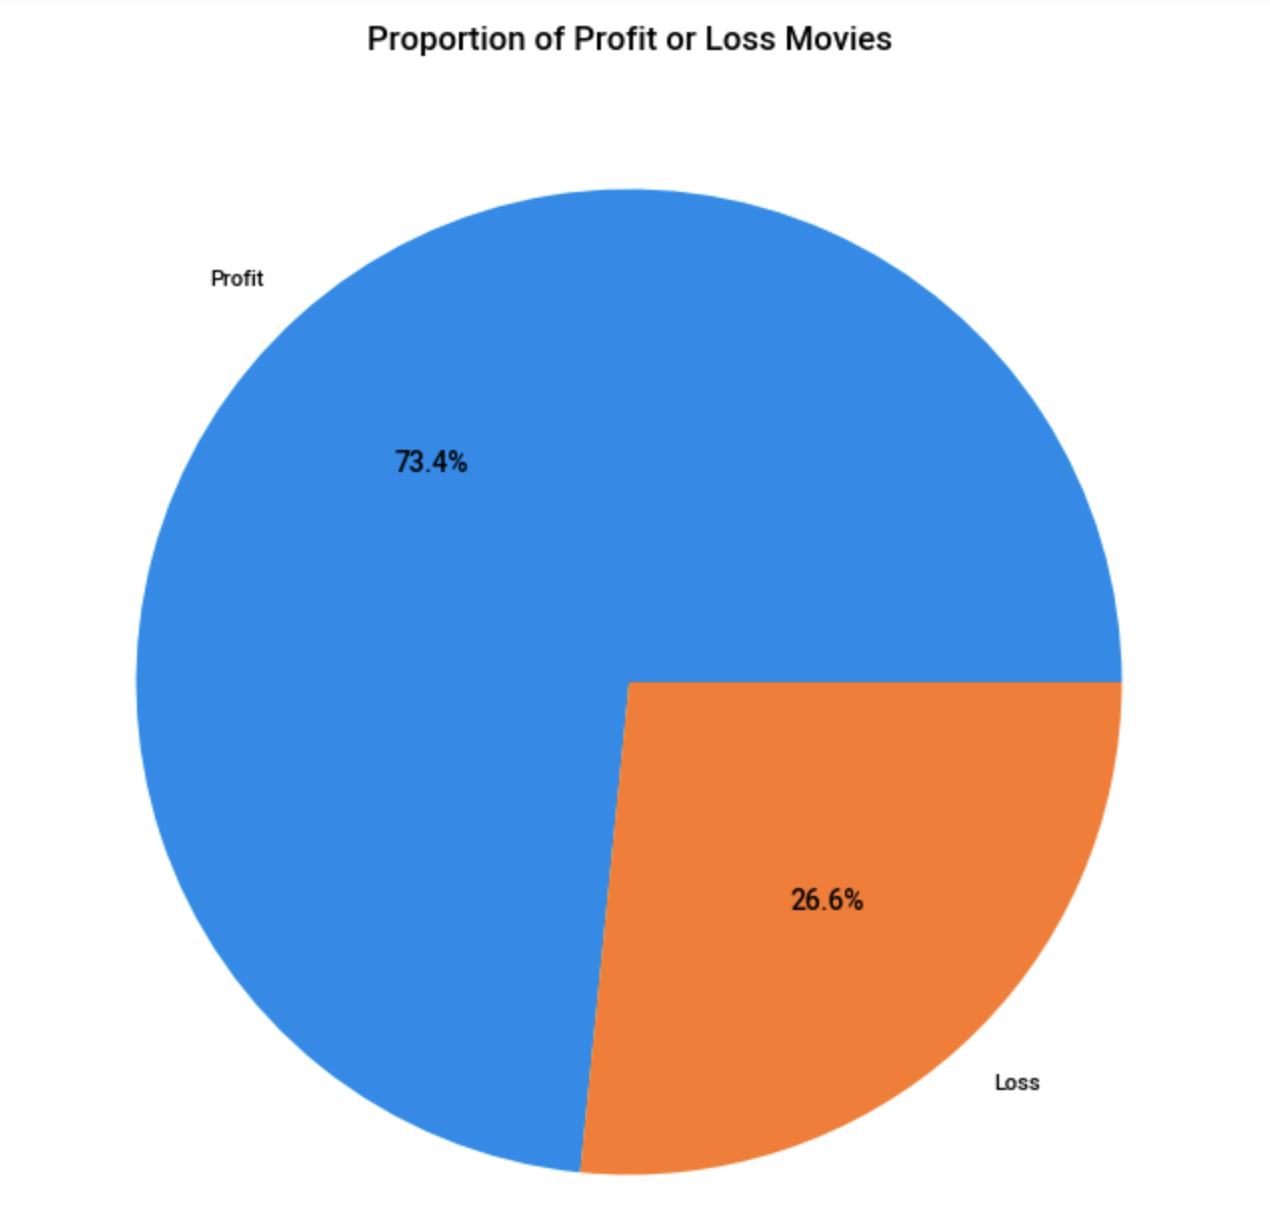 Proportion of Profit or Loss Movies
Profit
73.4%
26.6%
Loss